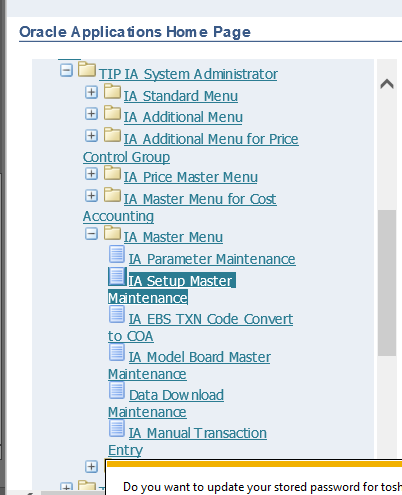 Oracle Applications Home Page
TIP IA System Administrator
IA Standard Menu
IA Additional Menu
IA Additional Menu for Price
Control Group
IA Price Master Menu
IA Master Menu for Cost
Accounting
IA Master Menu
IA Parameter Maintenance
IA Setup Master
Maintenance
IA EBS TXN Code Convert
to COA
IA Model Board Master
Maintenance
Data Download
Maintenance
IA Manual Transaction
Entry
Do you want to update your stored password for tosh